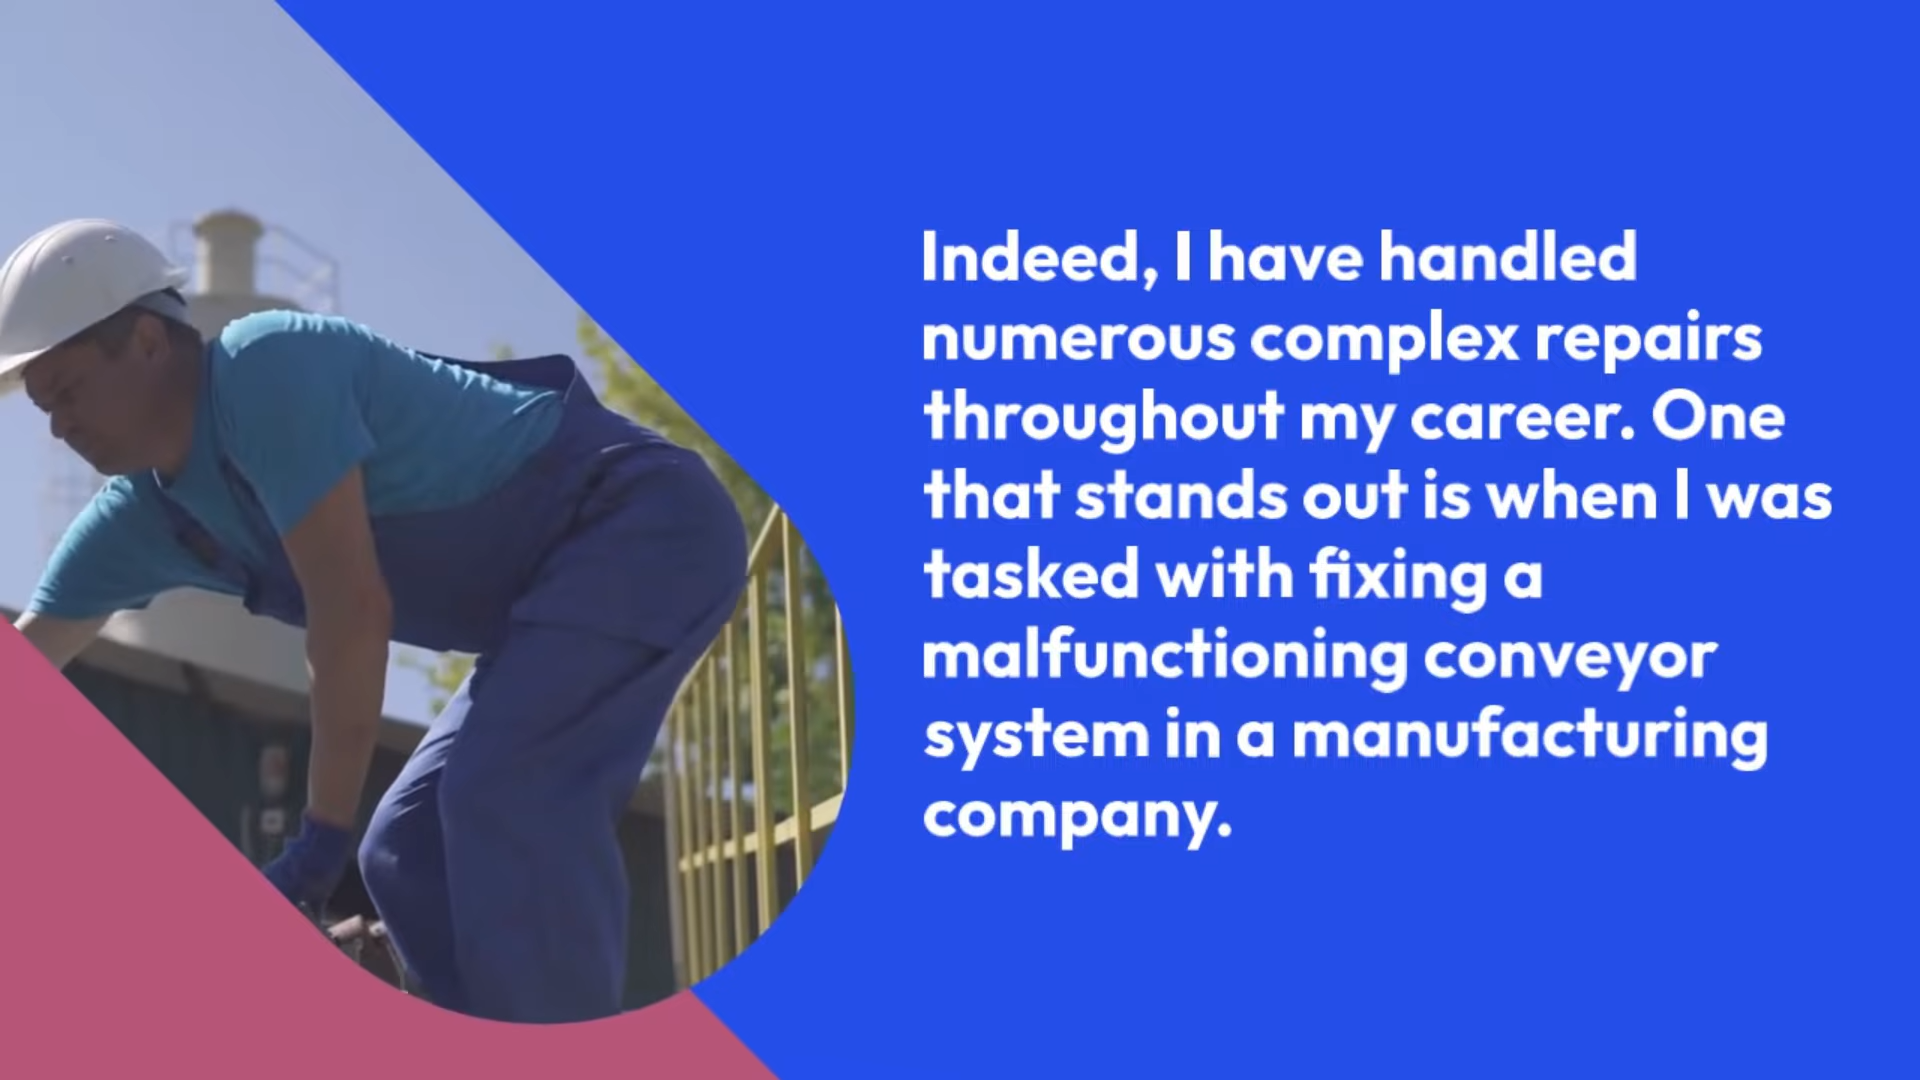 Indeed, I have handled
numerous complex repairs
throughout my career. One
that stands out is when I was
tasked with fixing a
malfunctioning conveyor
system in a manufacturing
company.